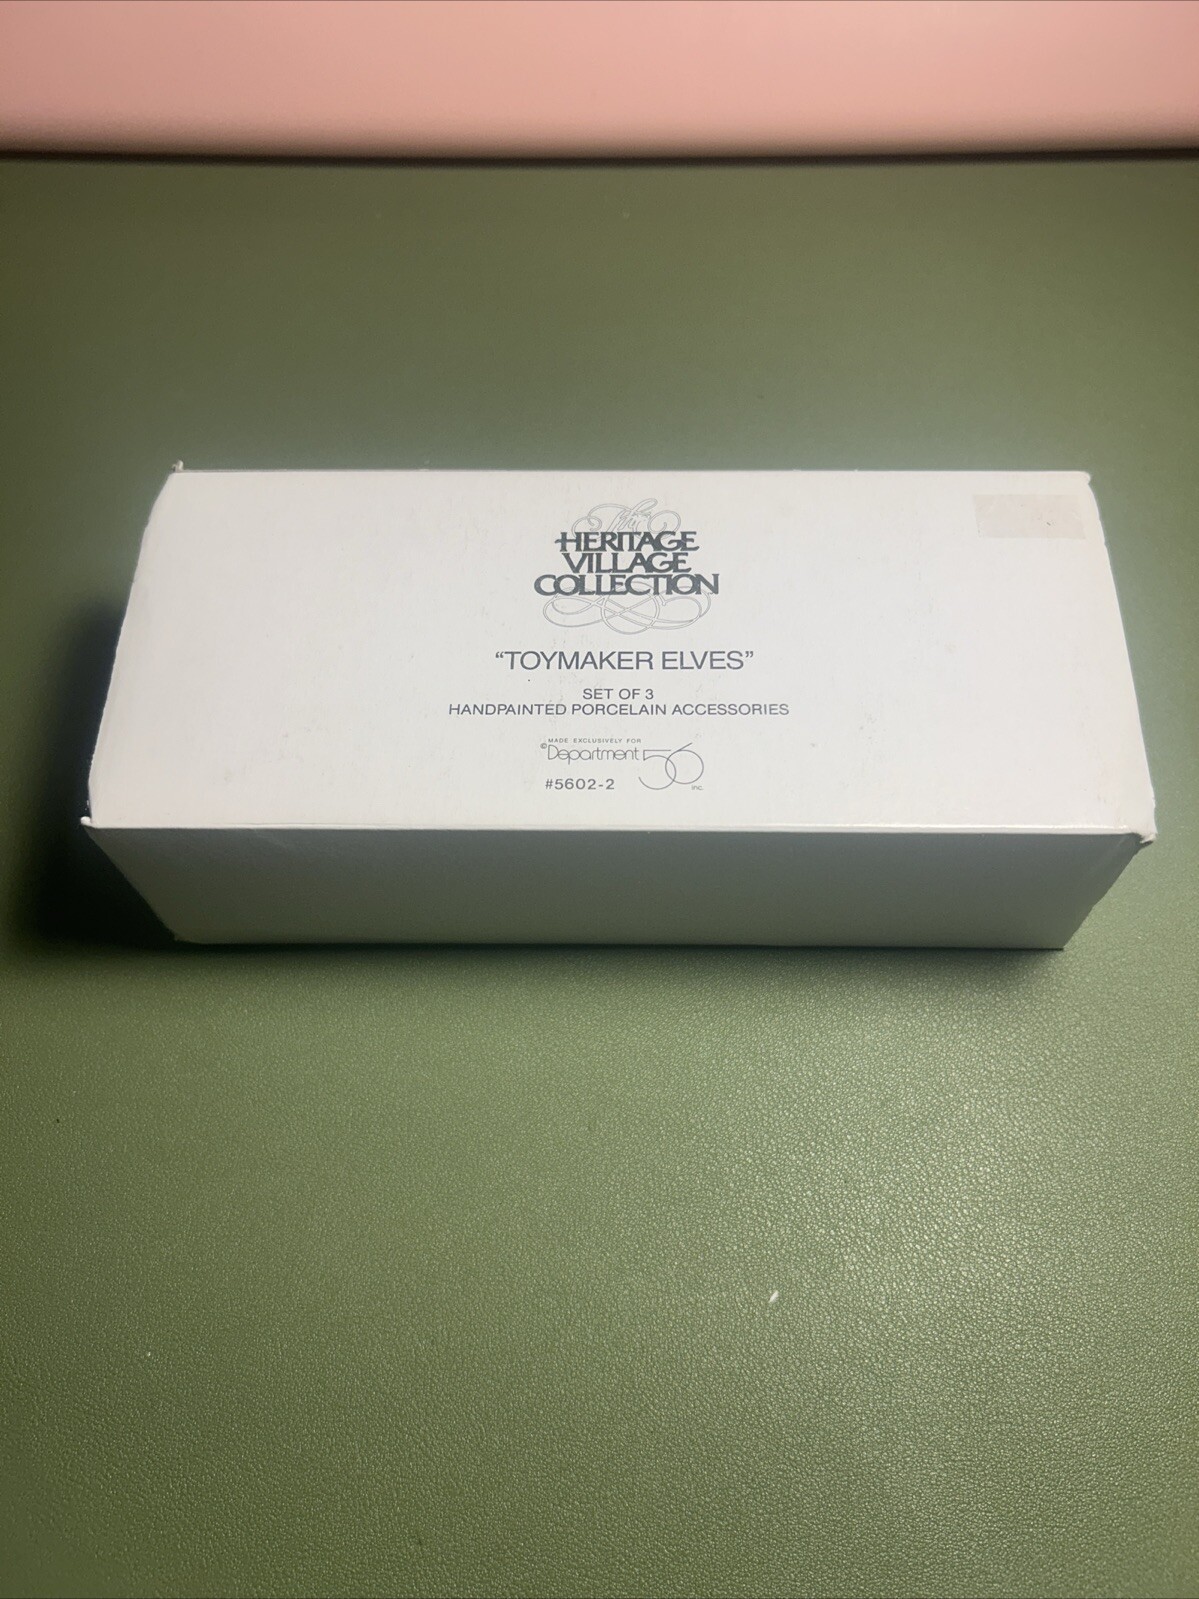 The
HERITAGE
VILLAGE
COLLECTION
“TOYMAKER ELVES”
SET OF 3
HANDPAINTED PORCELAIN ACCESSORIES
MADE EXCLUSIVELY FOR
©Department 56
#5602-2 inc.